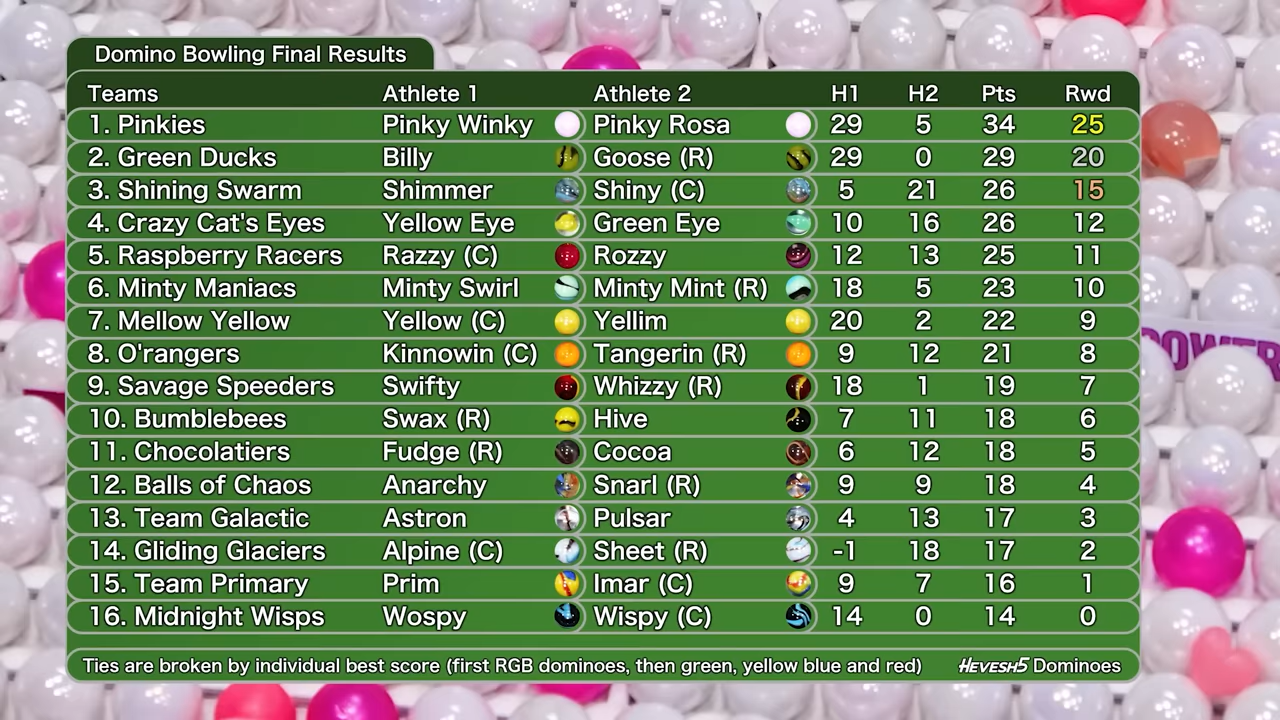 Domino Bowling Final Results
Teams Athlete 1 Athlete 2 H1 H2 Pts Rwd
1. Pinkies Pinky Winky Pinky Rosa 29 5 34 25
2. Green Ducks Billy Goose (R) 29 0 29 20
3. Shining Swarm Shimmer Shiny (C) 5 21 26 15
4. Crazy Cat's Eyes Yellow Eye Green Eye 10 16 26 12
5. Raspberry Racers Razzy (C) Rozzy 12 13 25 11
6. Minty Maniacs Minty Swirl Minty Mint (R) 18 5 23 10
7. Mellow Yellow Yellow (C) Yellim 20 2 22 9
8. O'rangers Kinnowin (C) Tangerin (R) 9 12 21 8
9. Savage Speeders Swifty Whizzy (R) 18 1 19 7
10. Bumblebees Swax (R) Hive 7 11 18 6
11. Chocolatiers Fudge (R) Cocoa 6 12 18 5
12. Balls of Chaos Anarchy Snarl (R) 9 9 18 4
13. Team Galactic Astron Pulsar 4 13 17 3
14. Gliding Glaciers Alpine (C) Sheet (R) -1 18 17 2
15. Team Primary Prim Imar (C) 9 7 16 1
16. Midnight Wisps Wospy Wispy (C) 14 0 14 0
Ties are broken by individual best score (first RGB dominoes, then green, yellow blue and red) HEVESH5 Dominoes
POWER